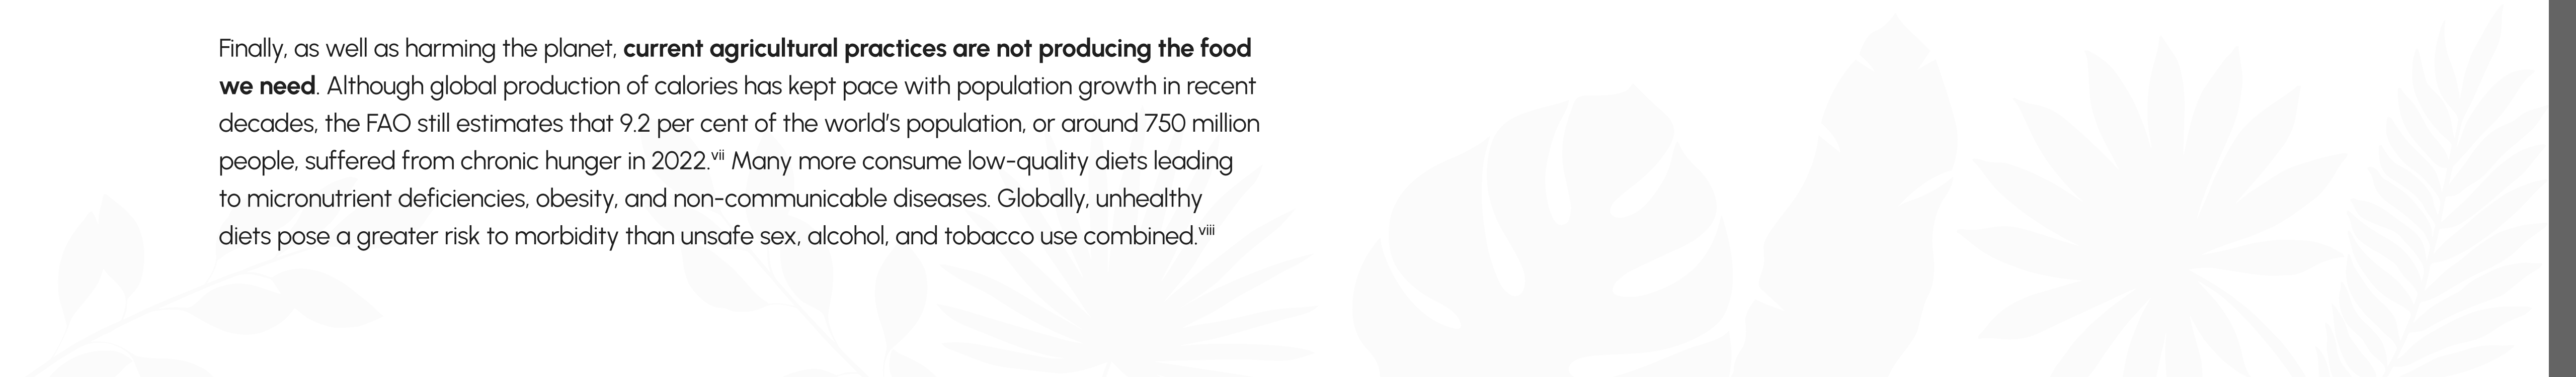 Finally, as well as harming the planet, current agricultural practices are not producing the food
we need. Although global production of calories has kept pace with population growth in recent
decades, the FAO still estimates that 9.2 per cent of the world’s population, or around 750 million
people, suffered from chronic hunger in 2022.vii Many more consume low-quality diets leading
to micronutrient deficiencies, obesity, and non-communicable diseases. Globally, unhealthy
diets pose a greater risk to morbidity than unsafe sex, alcohol, and tobacco use combined.viii